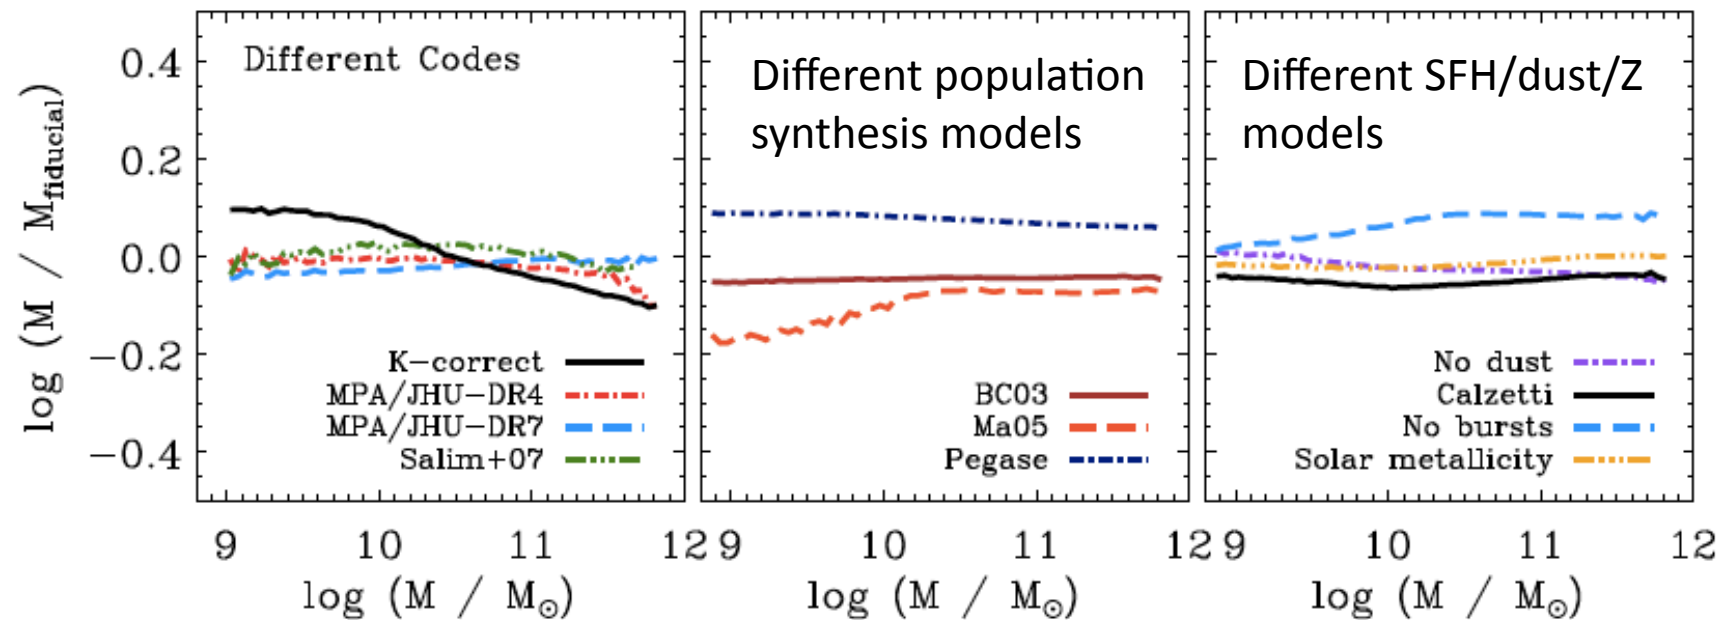 log (M / Mfiducial)
0.4
0.2
0.0
−0.2
−0.4
Different Codes
K−correct
MPA/JHU−DR4
MPA/JHU−DR7
Salim+07
9 10 11 12
log (M / M⊙)
Different population
synthesis models
BC03
Ma05
Pegase
9 10 11 12
log (M / M⊙)
Different SFH/dust/Z
models
No dust
Calzetti
No bursts
Solar metallicity
9 10 11 12
log (M / M⊙)